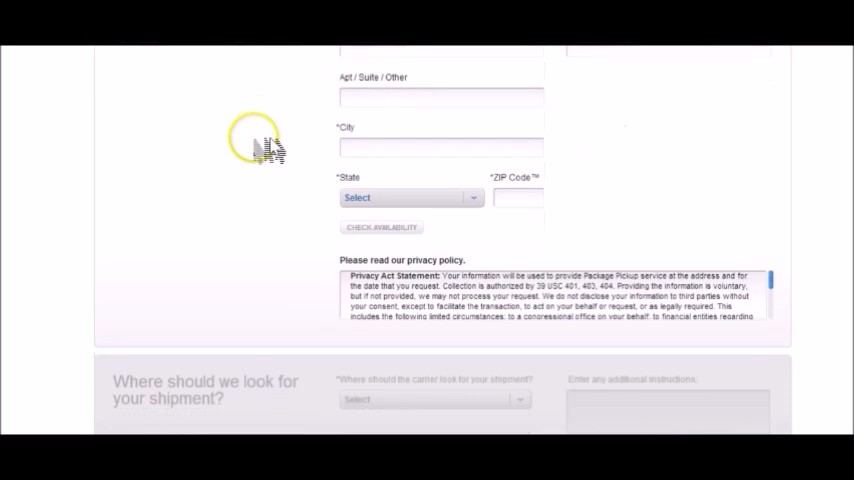 Apt / Suite / Other
*City
*State *ZIP Code™
Select
CHECK AVAILABILITY
Please read our privacy policy.
Privacy Act Statement: Your information will be used to provide Package Pickup service at the address and for
the date that you request. Collection is authorized by 39 USC 401, 403, 404. Providing the information is voluntary,
but if not provided, we may not process your request. We do not disclose your information to third parties without
your consent, except to facilitate the transaction, to act on your behalf or request, or as legally required. This
includes the following limited circumstances: to a congressional office on your behalf; to financial entities regarding
Where should we look for
your shipment?
*Where should the carrier look for your shipment?
Select
Enter any additional instructions: